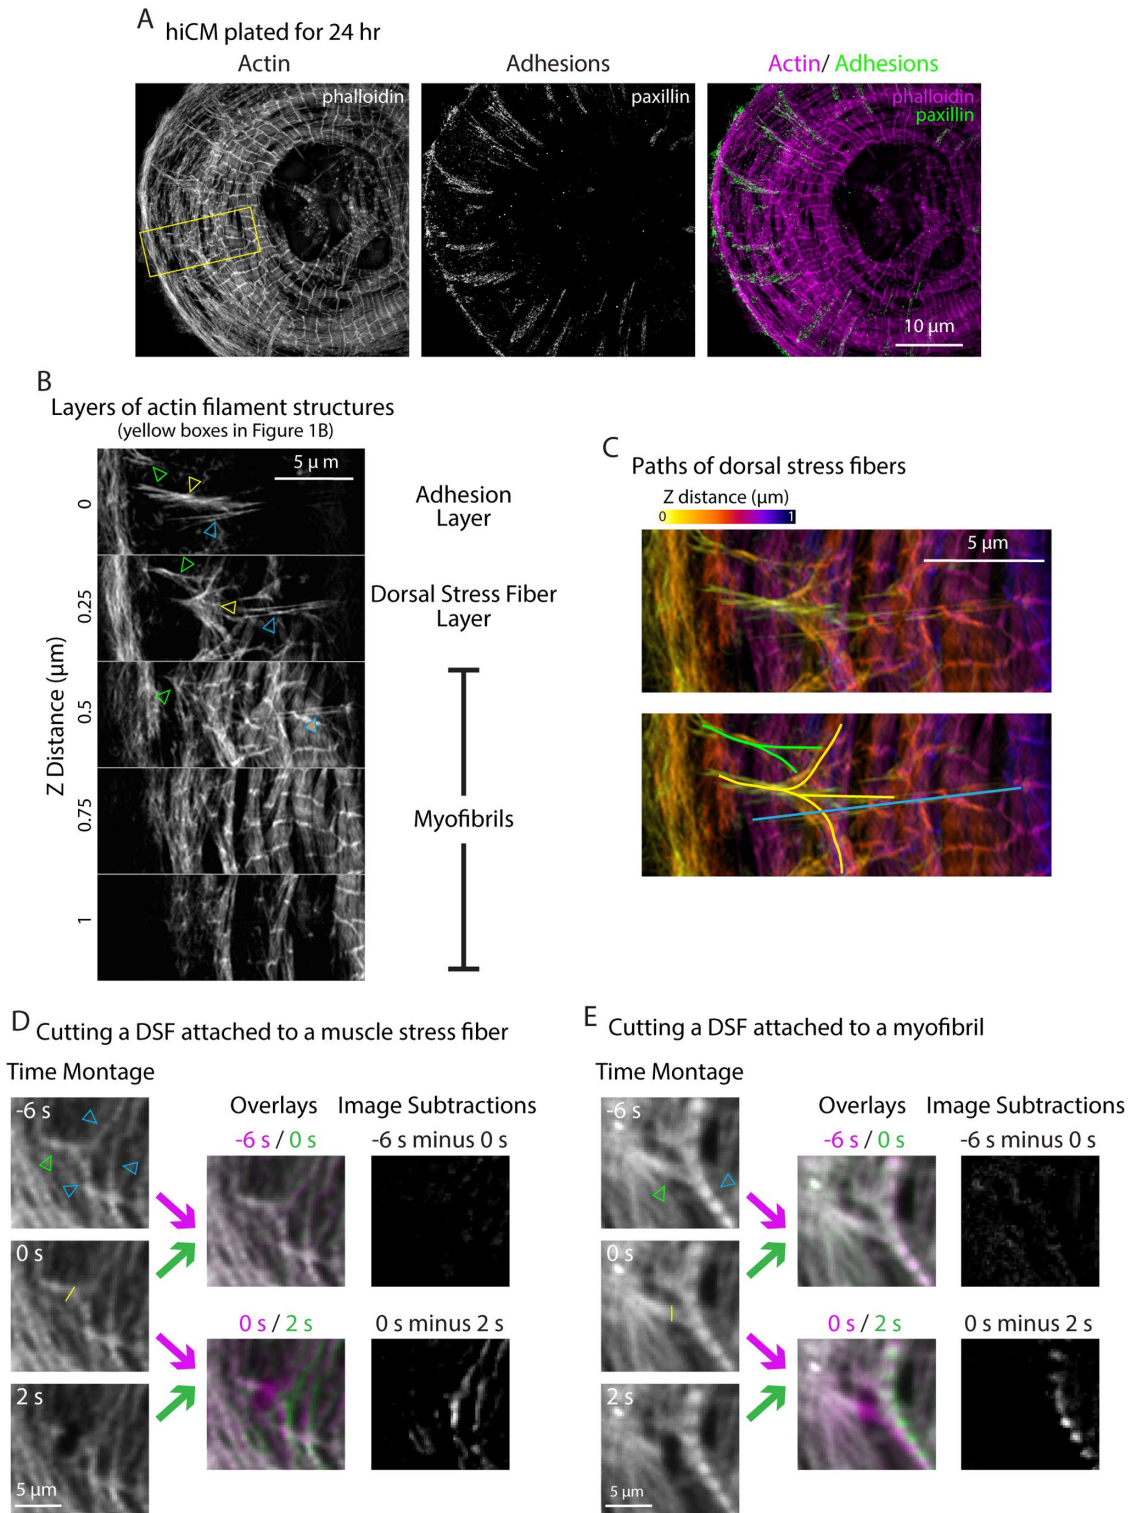 A
hiCM plated for 24 hr
Actin
Adhesions
Actin/ Adhesions
phalloidin
paxillin
phalloidin
paxillin
10 µm
B
Layers of actin filament structures
(yellow boxes in Figure 1B)
5 µ m
Z Distance (µm)
0
0.25
0.5
0.75
1
Adhesion
Layer
Dorsal Stress Fiber
Layer
Myofibrils
C
Paths of dorsal stress fibers
Z distance (µm)
0
1
5 µm
D
Cutting a DSF attached to a muscle stress fiber
Time Montage
-6 s
0 s
2 s
5 µm
Overlays
-6 s / 0 s
0 s / 2 s
Image Subtractions
-6 s minus 0 s
0 s minus 2 s
E
Cutting a DSF attached to a myofibril
Time Montage
-6 s
0 s
2 s
5 µm
Overlays
-6 s / 0 s
0 s / 2 s
Image Subtractions
-6 s minus 0 s
0 s minus 2 s